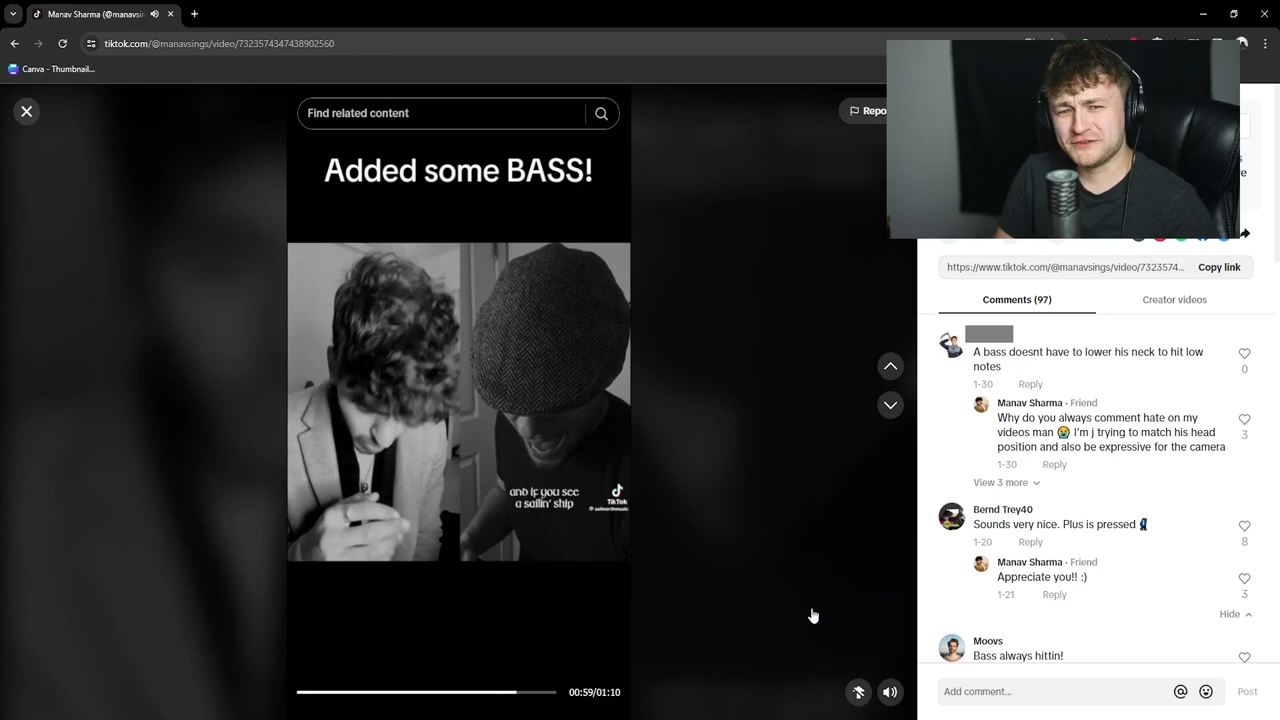 Manav Sharma (@manavsin
tiktok.com/@manavsings/video/7323574347438902560
Canva - Thumbnail...
Find related content
Repo
Added some BASS!
and if you see
a sailin' ship
TikTok
00:59/01:10
https://www.tiktok.com/@manavsings/video/7323574...
Copy link
Comments (97)
Creator videos
A bass doesnt have to lower his neck to hit low
notes
0
1-30 Reply
Manav Sharma · Friend
Why do you always comment hate on my
videos man 😭 I'm j trying to match his head
position and also be expressive for the camera
3
1-30 Reply
View 3 more
Bernd Trey40
Sounds very nice. Plus is pressed
8
1-20 Reply
Manav Sharma · Friend
Appreciate you!! :)
3
1-21 Reply
Hide
Moovs
Bass always hittin!
Add comment...
Post